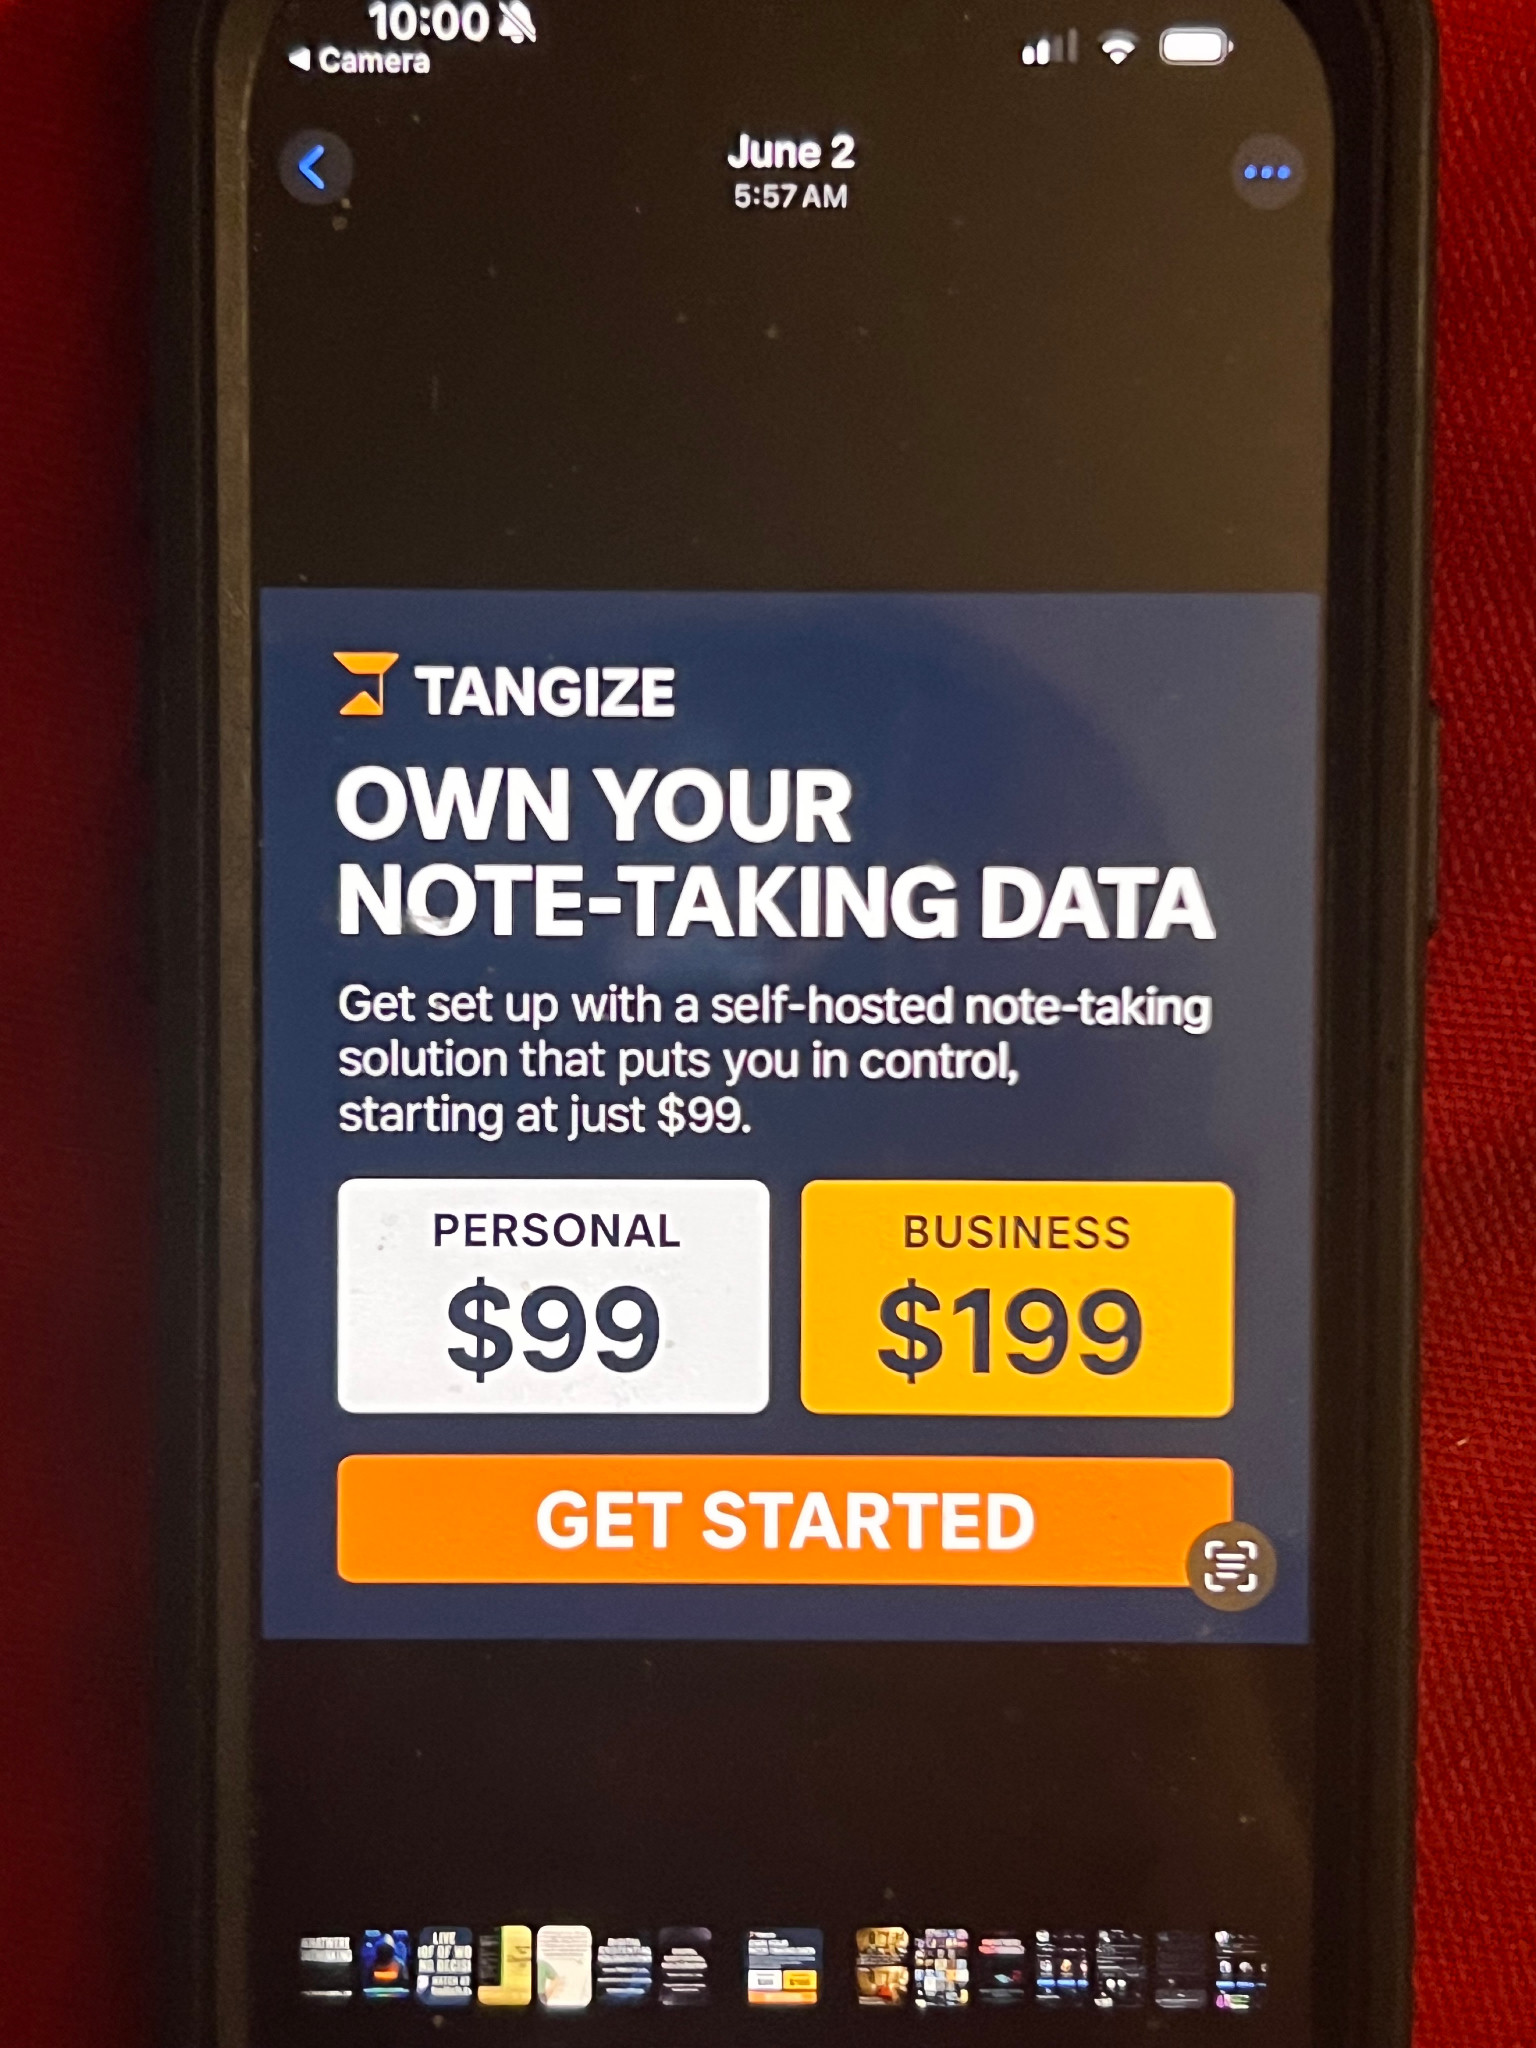 10:00
Camera
June 2
5:57 AM
TANGIZE
OWN YOUR
NOTE-TAKING DATA
Get set up with a self-hosted note-taking
solution that puts you in control,
starting at just $99.
PERSONAL
$99
BUSINESS
$199
GET STARTED
LIVE